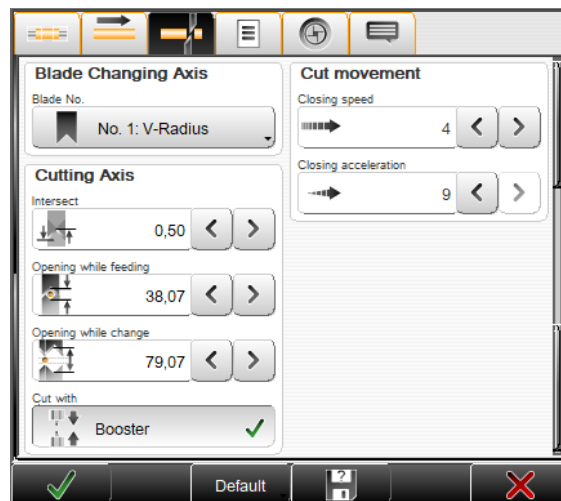 Blade Changing Axis
Blade No.
No. 1: V-Radius
Cutting Axis
Intersect
0,50
Opening while feeding
38,07
Opening while change
79,07
Cut with
Booster
Cut movement
Closing speed
4
Closing acceleration
9
Default
?